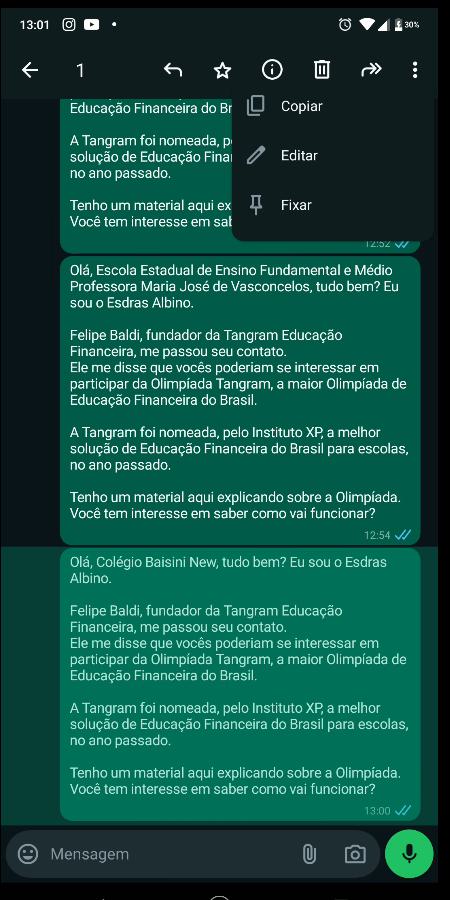 13:01
30%
1
Copiar
Editar
Fixar
Educação Financeira do Br
A Tangram foi nomeada,
solução de Educação Finan
no ano passado.
Tenho um material aqui ex
Você tem interesse em sab
12:52
Olá, Escola Estadual de Ensino Fundamental e Médio
Professora Maria José de Vasconcelos, tudo bem? Eu
sou o Esdras Albino.
Felipe Baldi, fundador da Tangram Educação
Financeira, me passou seu contato.
Ele me disse que vocês poderiam se interessar em
participar da Olimpíada Tangram, a maior Olimpíada de
Educação Financeira do Brasil.
A Tangram foi nomeada, pelo Instituto XP, a melhor
solução de Educação Financeira do Brasil para escolas,
no ano passado.
Tenho um material aqui explicando sobre a Olimpíada.
Você tem interesse em saber como vai funcionar?
12:54
Olá, Colégio Baisini New, tudo bem? Eu sou o Esdras
Albino.
Felipe Baldi, fundador da Tangram Educação
Financeira, me passou seu contato.
Ele me disse que vocês poderiam se interessar em
participar da Olimpíada Tangram, a maior Olimpíada de
Educação Financeira do Brasil.
A Tangram foi nomeada, pelo Instituto XP, a melhor
solução de Educação Financeira do Brasil para escolas,
no ano passado.
Tenho um material aqui explicando sobre a Olimpíada.
Você tem interesse em saber como vai funcionar?
13:00
Mensagem